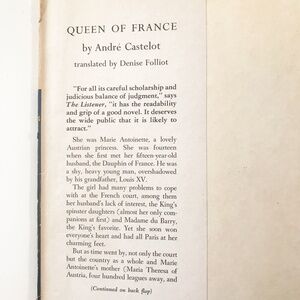 QUEEN OF FRANCE
by André Castelot
translated by Denise Folliot
"For all its careful scholarship and
judicious balance of judgment," says
The Listener, "it has the readability
and grip of a good novel. It deserves
the wide public that it is likely to
attract."
She was Marie Antoinette, a lovely
Austrian princess. She was fourteen
when she first met her fifteen-year-old
husband, the Dauphin of France. He was
a shy, heavy young man, overshadowed
by his grandfather, Louis XV.
The girl had many problems to cope
with at the French court, among them
her husband's lack of interest, the King's
spinster daughters (almost her only com-
panions at first) and Madame du Barry,
the King's favorite. Yet she soon won
everyone's heart and had all Paris at her
charming feet.
But as time went by, not only the court
but the country as a whole and Marie
Antoinette's mother (Maria Theresa of
Austria, four hundred leagues away, and
(Continued on back flap)